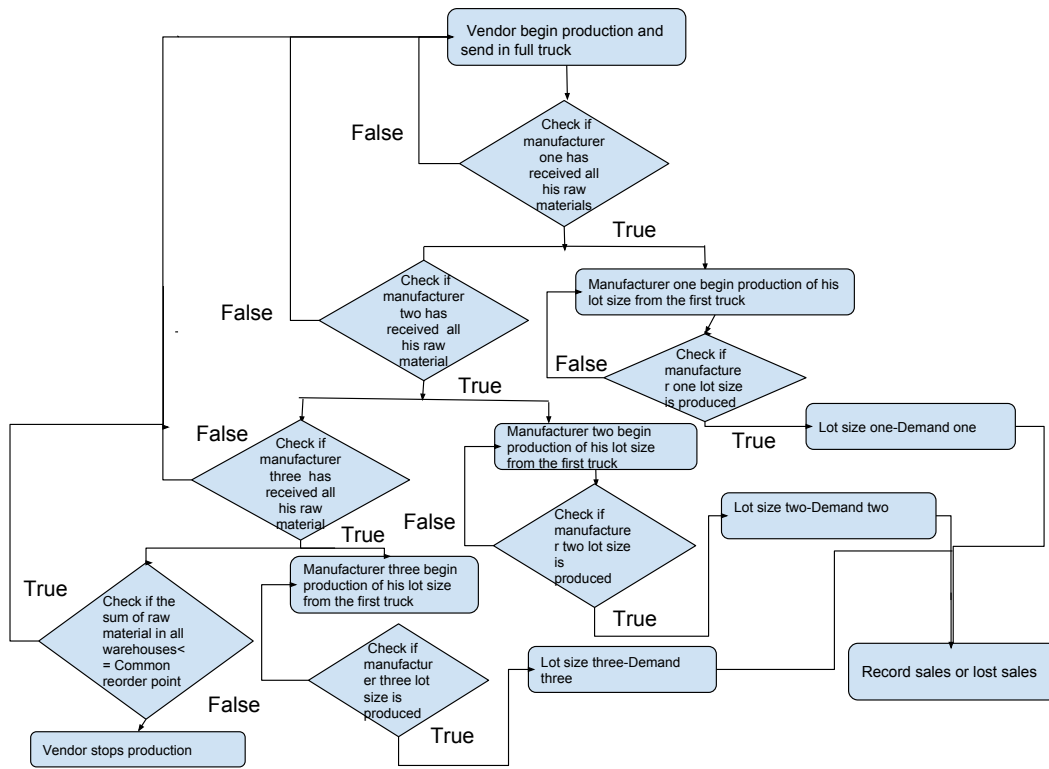 Vendor begin production and
send in full truck
False
Check if
manufacturer
one has
received all
his raw
materials
True
Check if
manufacturer
two has
received all
his raw
material
False
Manufacturer one begin production of his
lot size from the first truck
False
Check if
manufacture
r one lot size
is produced
True
True
Lot size one-Demand one
False
Check if
manufacturer
three has
received all
his raw
material
Manufacturer two begin
production of his lot size
from the first truck
False
Check if
manufacture
r two lot size
is
produced
Lot size two-Demand two
True
True
Check if the
sum of raw
material in all
warehouses<
= Common
reorder point
Manufacturer three begin
production of his lot size
from the first truck
True
Check if
manufactur
er three lot
size is
produced
Lot size three-Demand
three
Record sales or lost sales
False
True
Vendor stops production